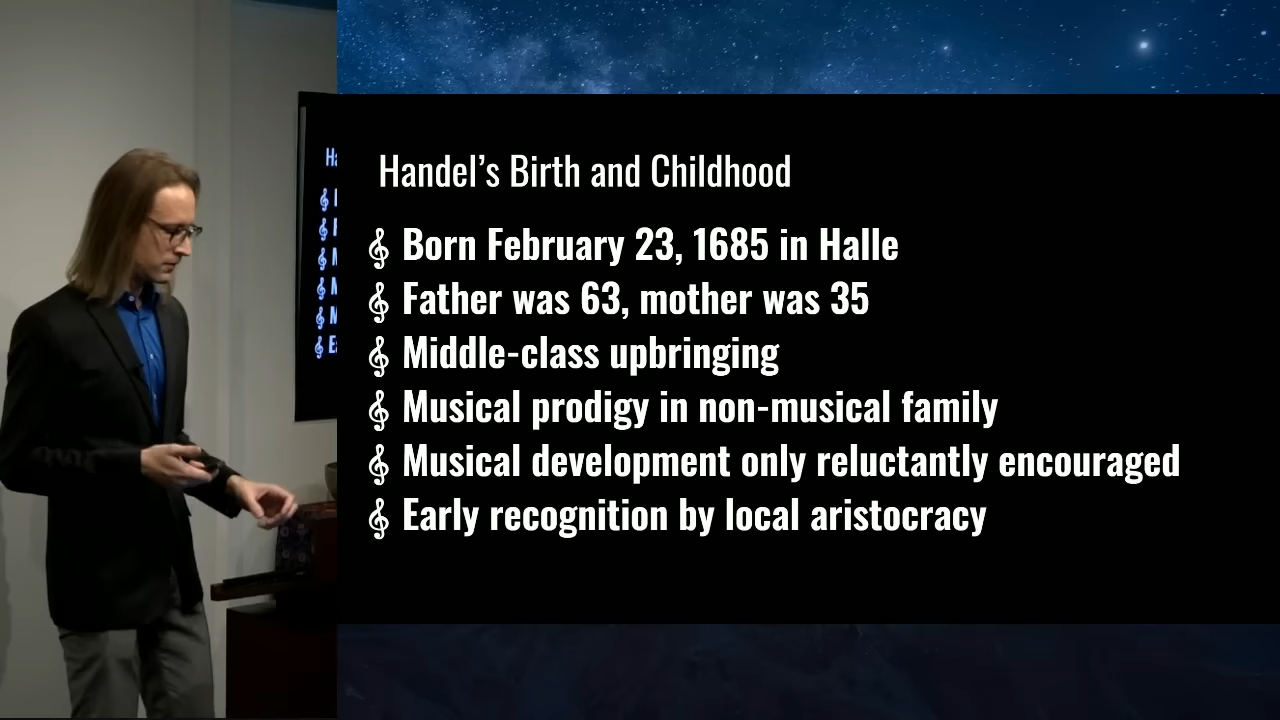 Handel’s Birth and Childhood
Born February 23, 1685 in Halle
Father was 63, mother was 35
Middle-class upbringing
Musical prodigy in non-musical family
Musical development only reluctantly encouraged
Early recognition by local aristocracy